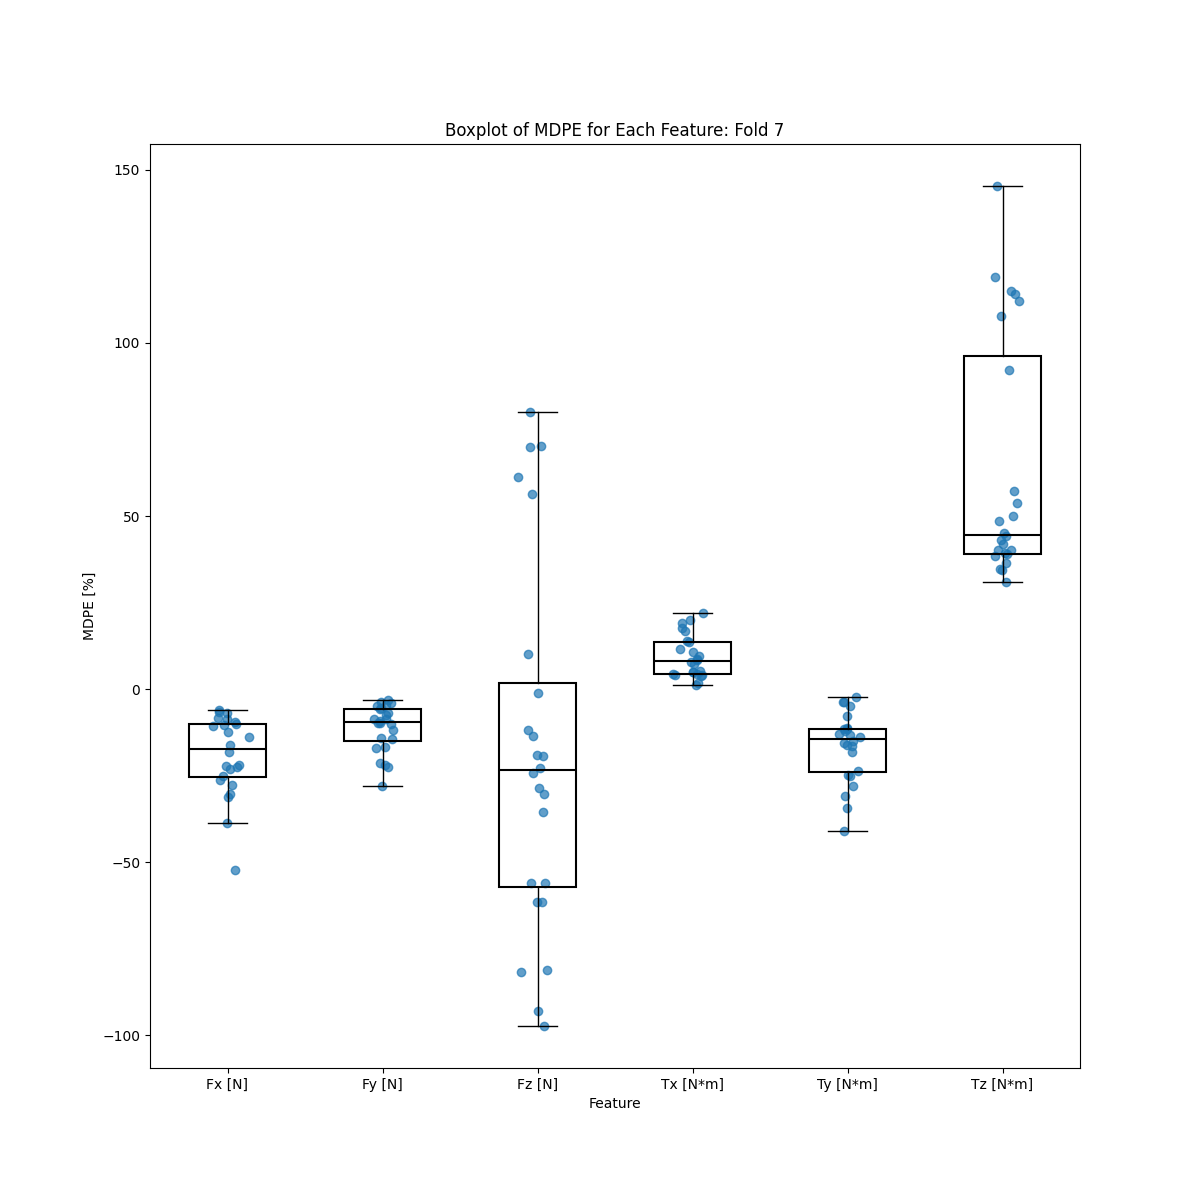 Boxplot of MDPE for Each Feature: Fold 7
MDPE [%]
150
100
50
0
−50
−100
Fx [N]
Fy [N]
Fz [N]
Tx [N*m]
Ty [N*m]
Tz [N*m]
Feature